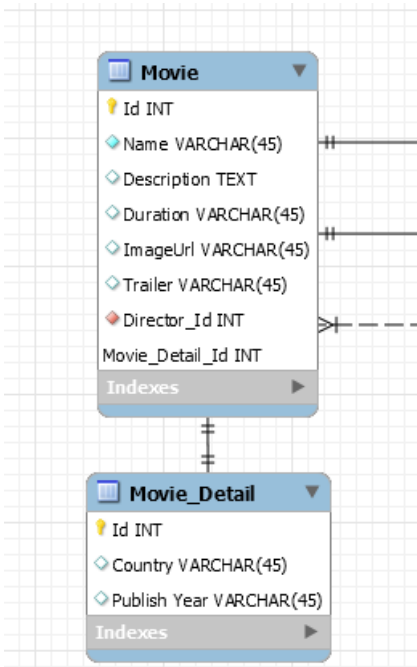 Movie
Id INT
Name VARCHAR(45)
Description TEXT
Duration VARCHAR(45)
ImageUrl VARCHAR(45)
Trailer VARCHAR(45)
Director_Id INT
Movie_Detail_Id INT
Indexes
Movie_Detail
Id INT
Country VARCHAR(45)
Publish Year VARCHAR(45)
Indexes